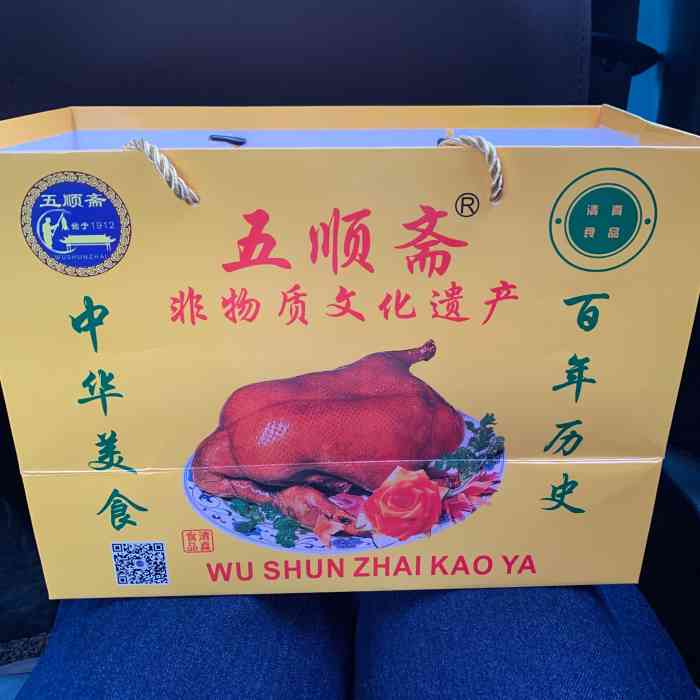 五顺斋
始于1912
WUSHUNZHAI
五顺斋®
非物质文化遗产
清真
食品
中华美食
百年历史
清真
食品
WU SHUN ZHAI KAO YA